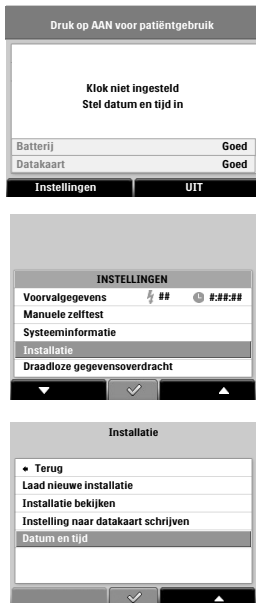 Druk op AAN voor patiëntgebruik
Klok niet ingesteld
Stel datum en tijd in
Batterij Goed
Datakaart Goed
Instellingen UIT
INSTELLINGEN
Voorvalgegevens ## #:##:##
Manuele zelftest
Systeeminformatie
Installatie
Draadloze gegevensoverdracht
Installatie
Terug
Laad nieuwe installatie
Installatie bekijken
Instelling naar datakaart schrijven
Datum en tijd